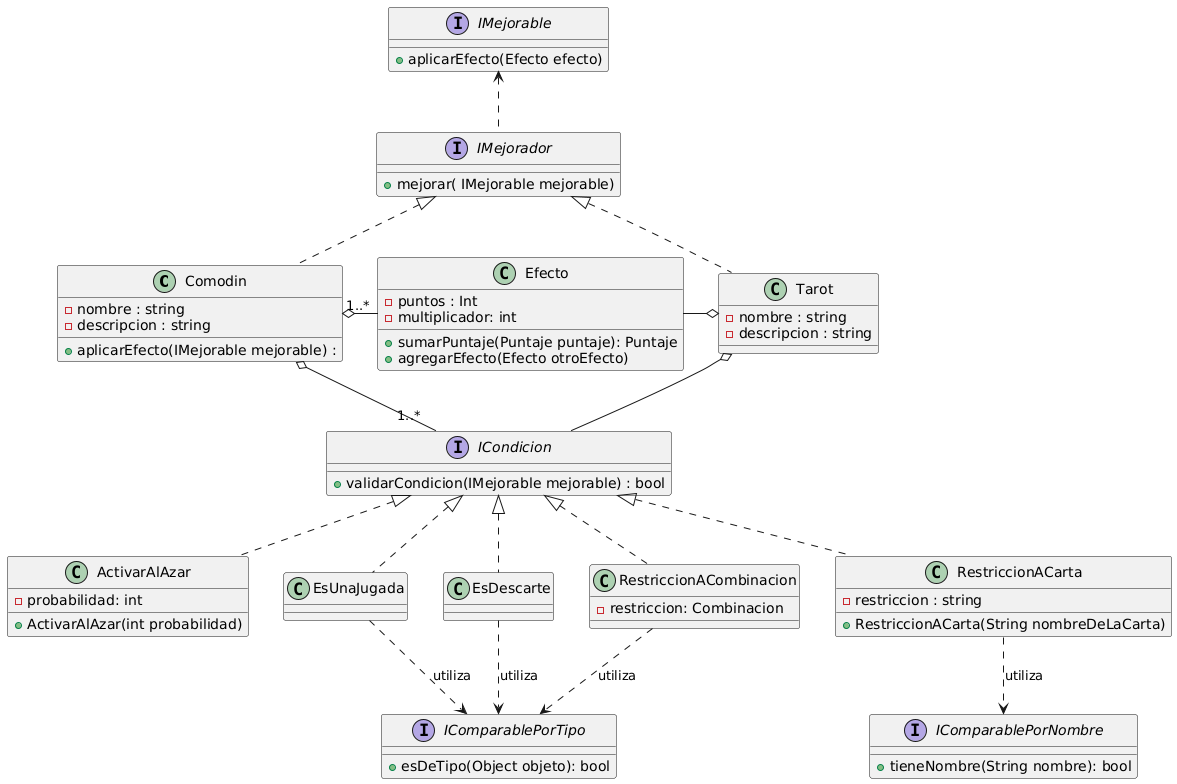 I IMejorable
aplicarEfecto(Efecto efecto)
I IMejorador
mejorar( IMejorable mejorable)
C Comodin
nombre : string
descripcion : string
aplicarEfecto(IMejorable mejorable) :
1..*
C Efecto
puntos : Int
multiplicador: int
sumarPuntaje(Puntaje puntaje): Puntaje
agregarEfecto(Efecto otroEfecto)
C Tarot
nombre : string
descripcion : string
1..*
I ICondicion
validarCondicion(IMejorable mejorable) : bool
C ActivarAlAzar
probabilidad: int
ActivarAlAzar(int probabilidad)
C EsUnaJugada
C EsDescarte
C RestriccionACombinacion
restriccion: Combinacion
C RestriccionACarta
restriccion : string
RestriccionACarta(String nombreDeLaCarta)
utiliza
utiliza
utiliza
utiliza
I IComparablePorTipo
esDeTipo(Object objeto): bool
I IComparablePorNombre
tieneNombre(String nombre): bool